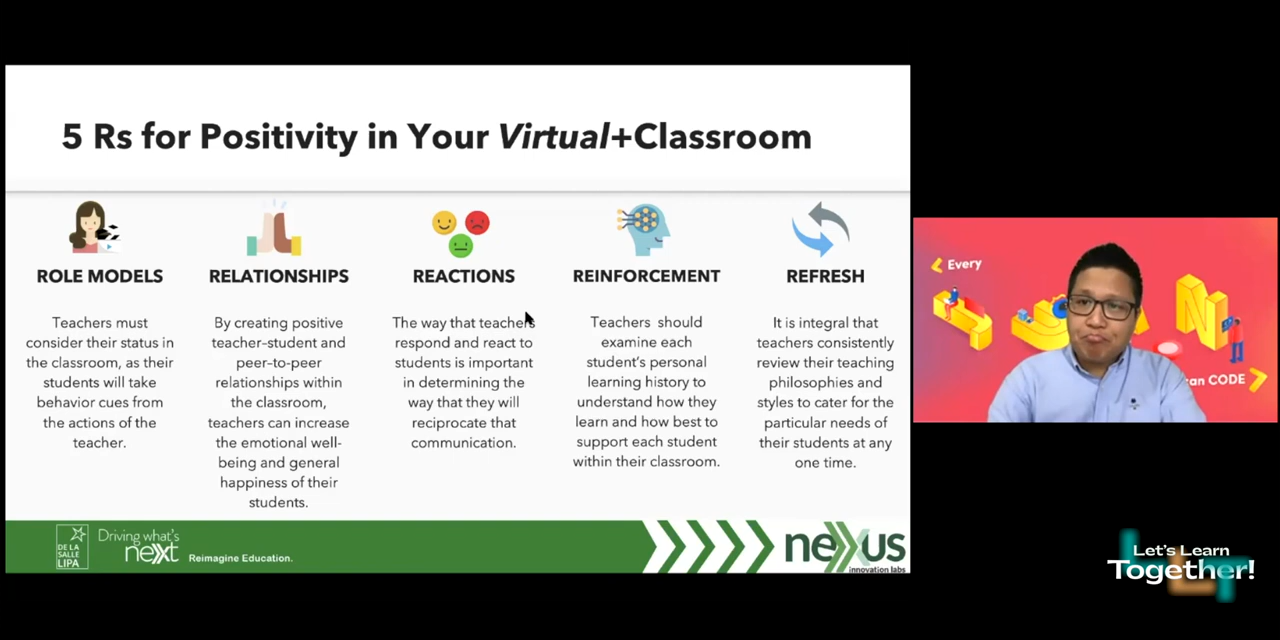 5 Rs for Positivity in Your Virtual+Classroom
ROLE MODELS
Teachers must
consider their status in
the classroom, as their
students will take
behavior cues from
the actions of the
teacher.
RELATIONSHIPS
By creating positive
teacher-student and
peer-to-peer
relationships within
the classroom,
teachers can increase
the emotional well-
being and general
happiness of their
students.
REACTIONS
The way that teachers
respond and react to
students is important
in determining the
way that they will
reciprocate that
communication.
REINFORCEMENT
Teachers should
examine each
student's personal
learning history to
understand how they
learn and how best to
support each student
within their classroom.
REFRESH
It is integral that
teachers consistently
review their teaching
philosophies and
styles to cater for the
particular needs of
their students at any
one time.
DE LA
SALLE
LIPA
Driving what's
next
Reimagine Education.
nexus
innovation labs
Every
can CODE
Let's Learn
Together!